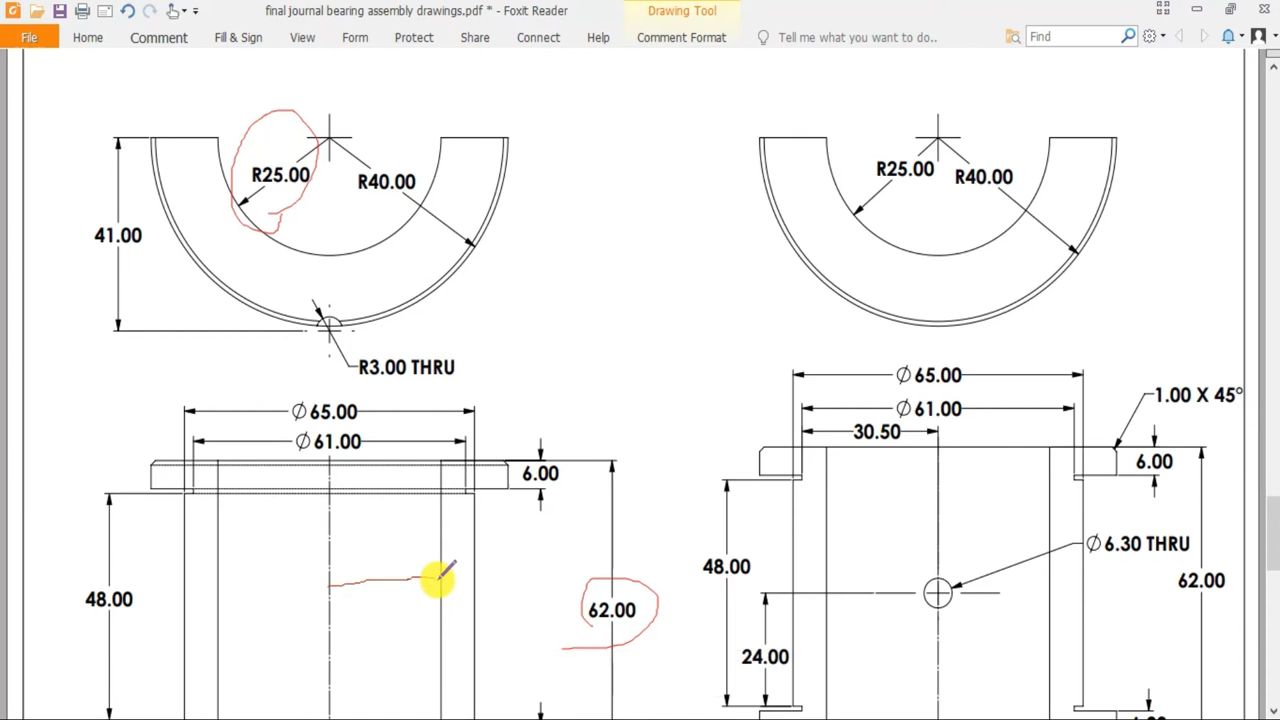 final journal bearing assembly drawings.pdf * - Foxit Reader
Drawing Tool
File Home Comment Fill & Sign View Form Protect Share Connect Help Comment Format Tell me what you want to do.. Find
R25.00
R40.00
41.00
R3.00 THRU
R25.00
R40.00
Ø 65.00
Ø 61.00
6.00
48.00
62.00
Ø 65.00
Ø 61.00
30.50
1.00 X 45°
6.00
48.00
Ø 6.30 THRU
62.00
24.00